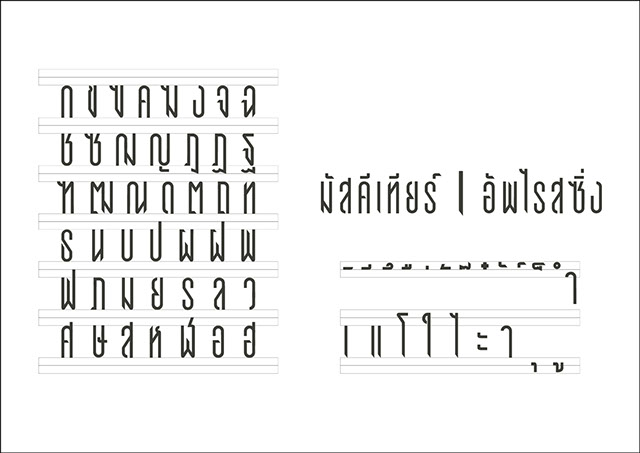 ก ข ฃ ค ฆ ง จ ฉ
ช ซ ฌ ญ ฎ ฏ ฐ
ฑ ฒ ณ ด ต ถ ท
ธ น บ ป ผ ฝ พ
ฟ ภ ม ย ร ล ว
ศ ษ ส ห ฬ อ ฮ
มัสคีเทียร์ | อัพไรสซิ่ง
ำ
เ แ โ ใ ไ ะ า ุ ู